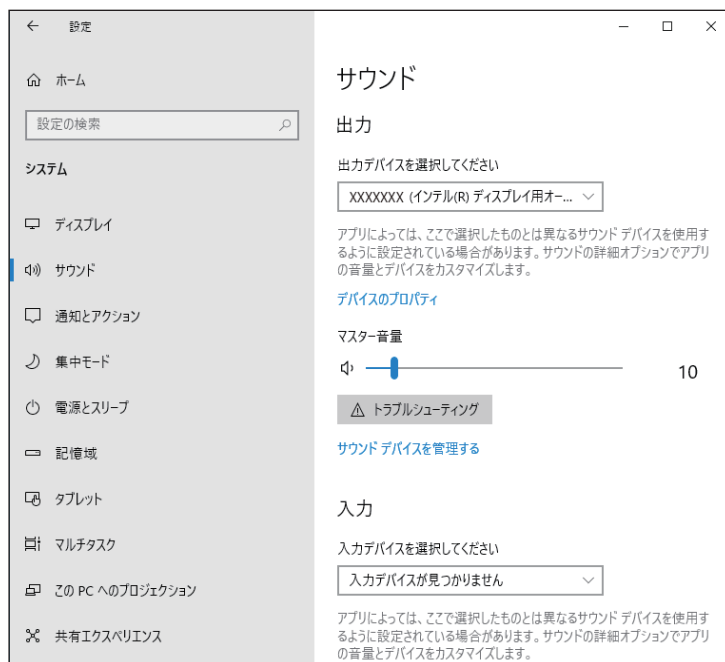 設定
ホーム
設定の検索
システム
ディスプレイ
サウンド
通知とアクション
集中モード
電源とスリープ
記憶域
タブレット
マルチタスク
この PC へのプロジェクション
共有エクスペリエンス
サウンド
出力
出力デバイスを選択してください
XXXXXXX (インテル(R) ディスプレイ用オー...
アプリによっては、ここで選択したものとは異なるサウンド デバイスを使用す
るように設定されている場合があります。サウンドの詳細オプションでアプリ
の音量とデバイスをカスタマイズします。
デバイスのプロパティ
マスター音量
10
トラブルシューティング
サウンド デバイスを管理する
入力
入力デバイスを選択してください
入力デバイスが見つかりません
アプリによっては、ここで選択したものとは異なるサウンド デバイスを使用す
るように設定されている場合があります。サウンドの詳細オプションでアプリ
の音量とデバイスをカスタマイズします。